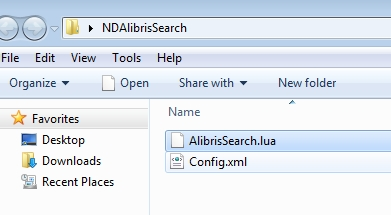 NDAlibrisSearch
File Edit View Tools Help
Organize Open Share with New folder
Favorites
Desktop
Downloads
Recent Places
Name
AlibrisSearch.lua
Config.xml